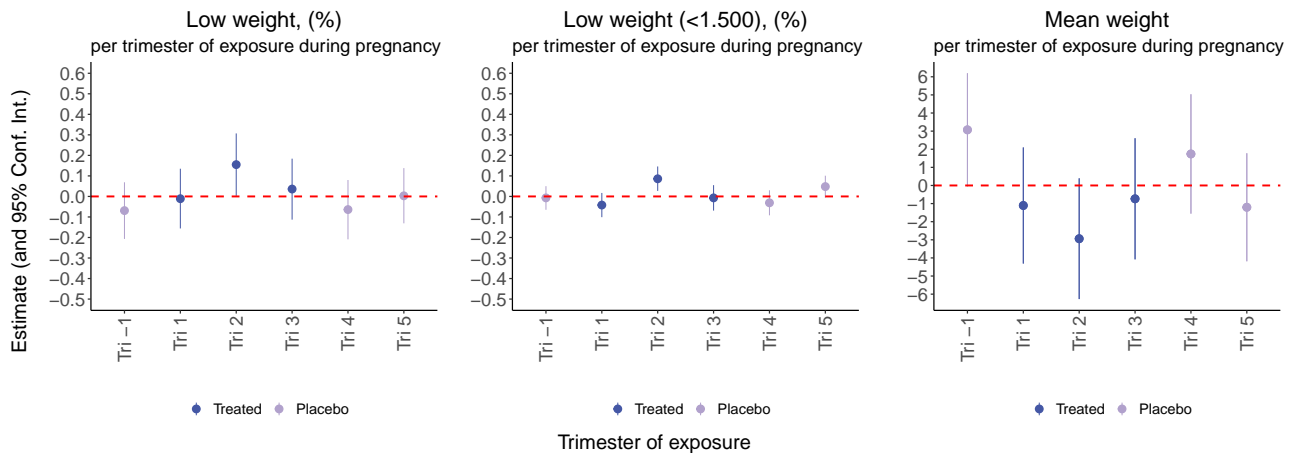 Low weight, (%)
per trimester of exposure during pregnancy
0.6
0.5
0.4
0.3
0.2
0.1
0.0
−0.1
−0.2
−0.3
−0.4
−0.5
Estimate (and 95% Conf. Int.)
Tri −1
Tri 1
Tri 2
Tri 3
Tri 4
Tri 5
Treated Placebo
Low weight (<1.500), (%)
per trimester of exposure during pregnancy
0.6
0.5
0.4
0.3
0.2
0.1
0.0
−0.1
−0.2
−0.3
−0.4
−0.5
Tri −1
Tri 1
Tri 2
Tri 3
Tri 4
Tri 5
Treated Placebo
Mean weight
per trimester of exposure during pregnancy
6
5
4
3
2
1
0
−1
−2
−3
−4
−5
−6
Tri −1
Tri 1
Tri 2
Tri 3
Tri 4
Tri 5
Treated Placebo
Trimester of exposure